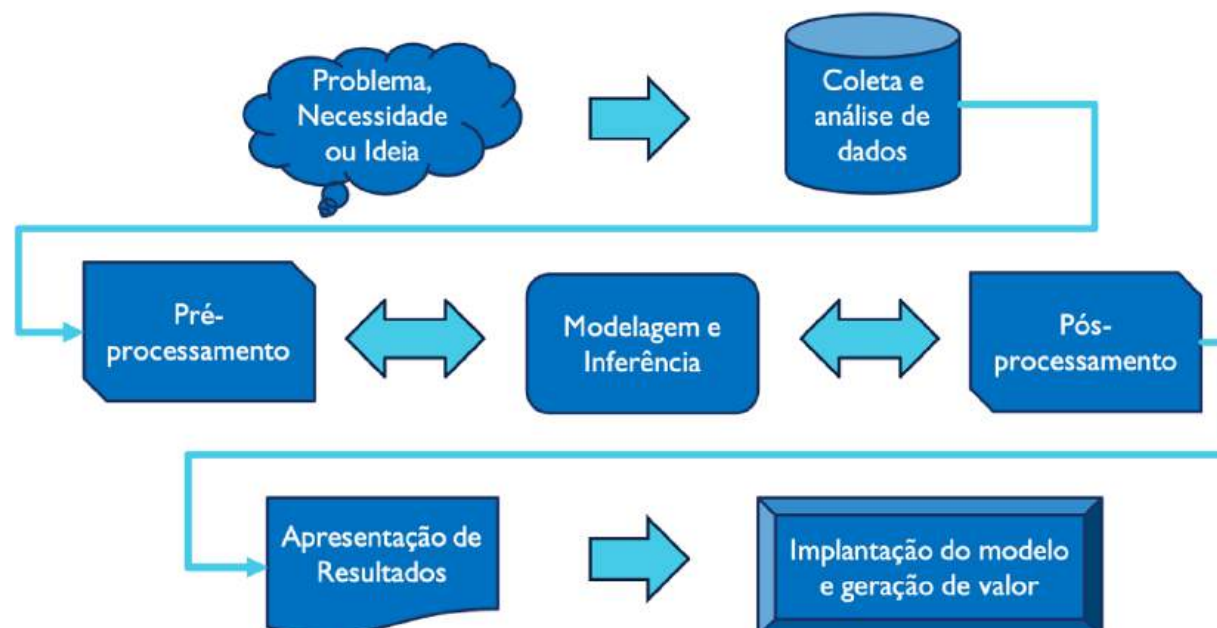 Problema,
Necessidade
ou Ideia
Coleta e
análise de
dados
Pré-
processamento
Modelagem e
Inferência
Pós-
processamento
Apresentação de
Resultados
Implantação do modelo
e geração de valor